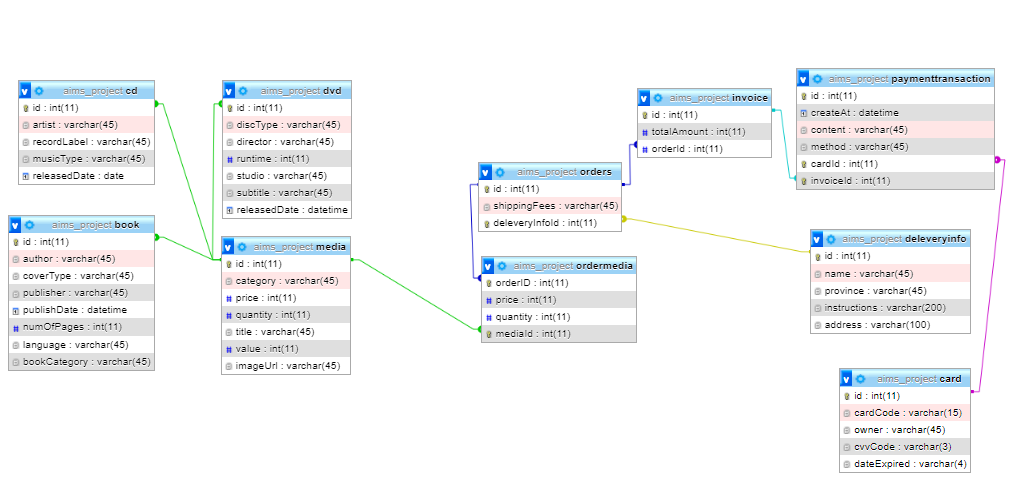 aims_project cd
id : int(11)
artist : varchar(45)
recordLabel : varchar(45)
musicType : varchar(45)
releasedDate : date
aims_project dvd
id : int(11)
discType : varchar(45)
director : varchar(45)
runtime : int(11)
studio : varchar(45)
subtitle : varchar(45)
releasedDate : datetime
aims_project book
id : int(11)
author : varchar(45)
coverType : varchar(45)
publisher : varchar(45)
publishDate : datetime
numOfPages : int(11)
language : varchar(45)
bookCategory : varchar(45)
aims_project media
id : int(11)
category : varchar(45)
price : int(11)
quantity : int(11)
title : varchar(45)
value : int(11)
imageUrl : varchar(45)
aims_project orders
id : int(11)
shippingFees : varchar(45)
deleveryInfoId : int(11)
aims_project ordermedia
orderID : int(11)
price : int(11)
quantity : int(11)
mediaId : int(11)
aims_project invoice
id : int(11)
totalAmount : int(11)
orderId : int(11)
aims_project paymenttransaction
id : int(11)
createAt : datetime
content : varchar(45)
method : varchar(45)
cardId : int(11)
invoiceId : int(11)
aims_project deleveryinfo
id : int(11)
name : varchar(45)
province : varchar(45)
instructions : varchar(200)
address : varchar(100)
aims_project card
id : int(11)
cardCode : varchar(15)
owner : varchar(45)
cvvCode : varchar(3)
dateExpired : varchar(4)